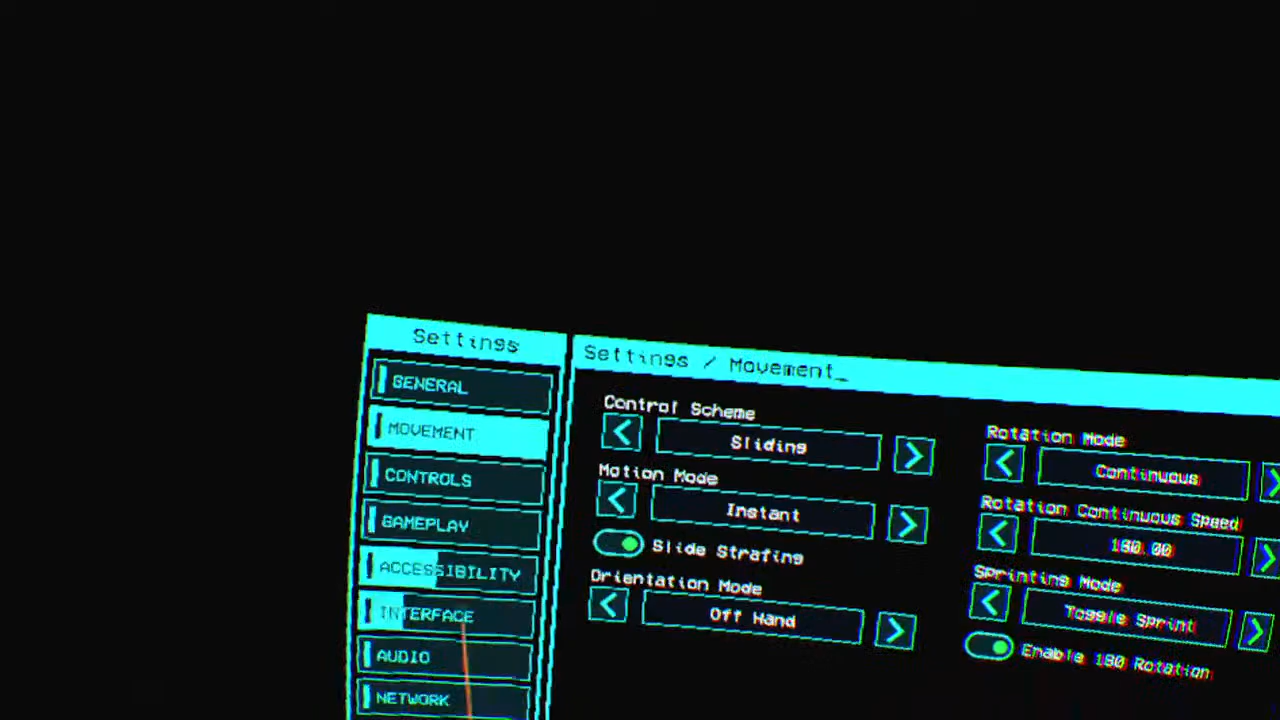 Settings
GENERAL
MOVEMENT
CONTROLS
GAMEPLAY
ACCESSIBILITY
INTERFACE
AUDIO
NETWORK
Settings / Movement_
Control Scheme
Sliding
Motion Mode
Instant
Slide Strafing
Orientation Mode
Off Hand
Rotation Mode
Continuous
Rotation Continuous Speed
180.00
Sprinting Mode
Toggle Sprint
Enable 180 Rotation